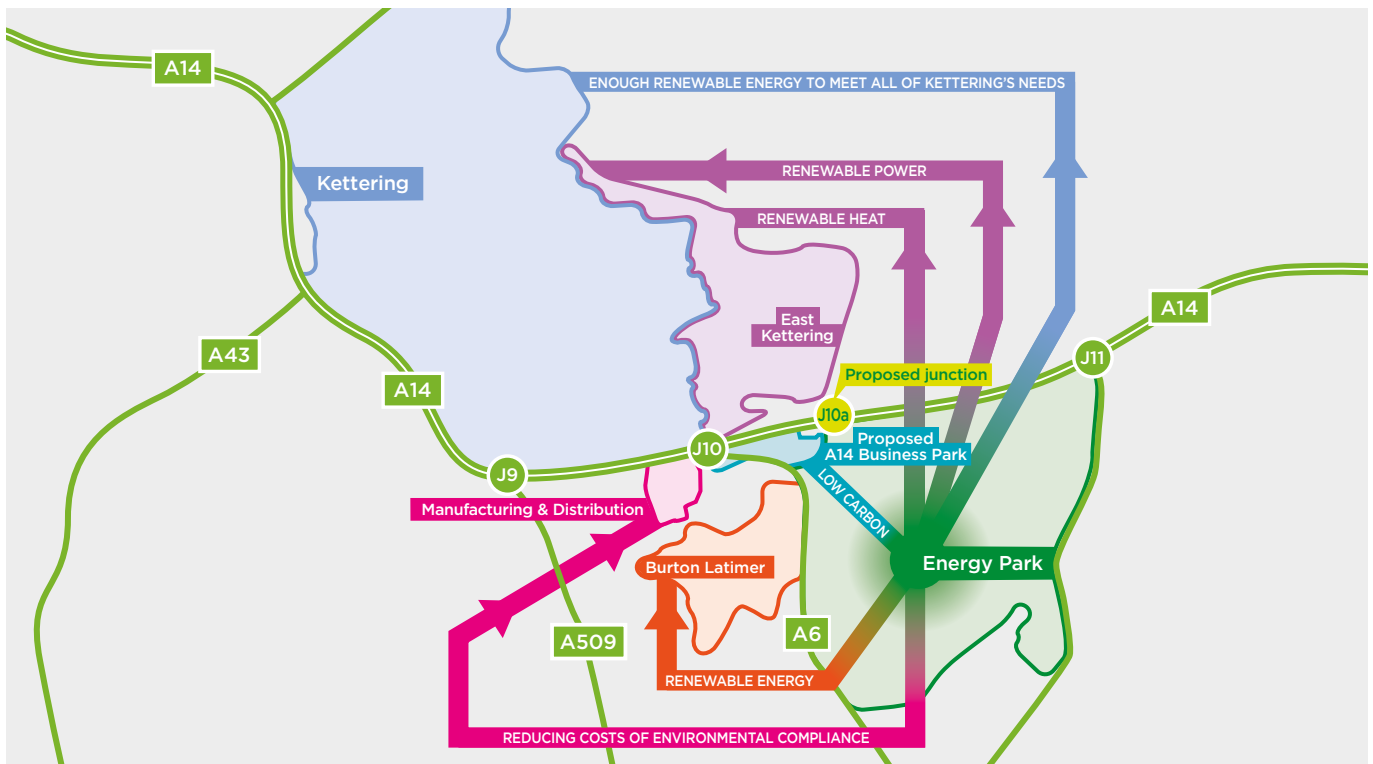 A14
ENOUGH RENEWABLE ENERGY TO MEET ALL OF KETTERING'S NEEDS
Kettering
RENEWABLE POWER
RENEWABLE HEAT
East
Kettering
A14
A43
A14
J11
Proposed junction
J10a
J10
Proposed
A14 Business Park
J9
LOW CARBON
Manufacturing & Distribution
Burton Latimer
Energy Park
A509
A6
RENEWABLE ENERGY
REDUCING COSTS OF ENVIRONMENTAL COMPLIANCE